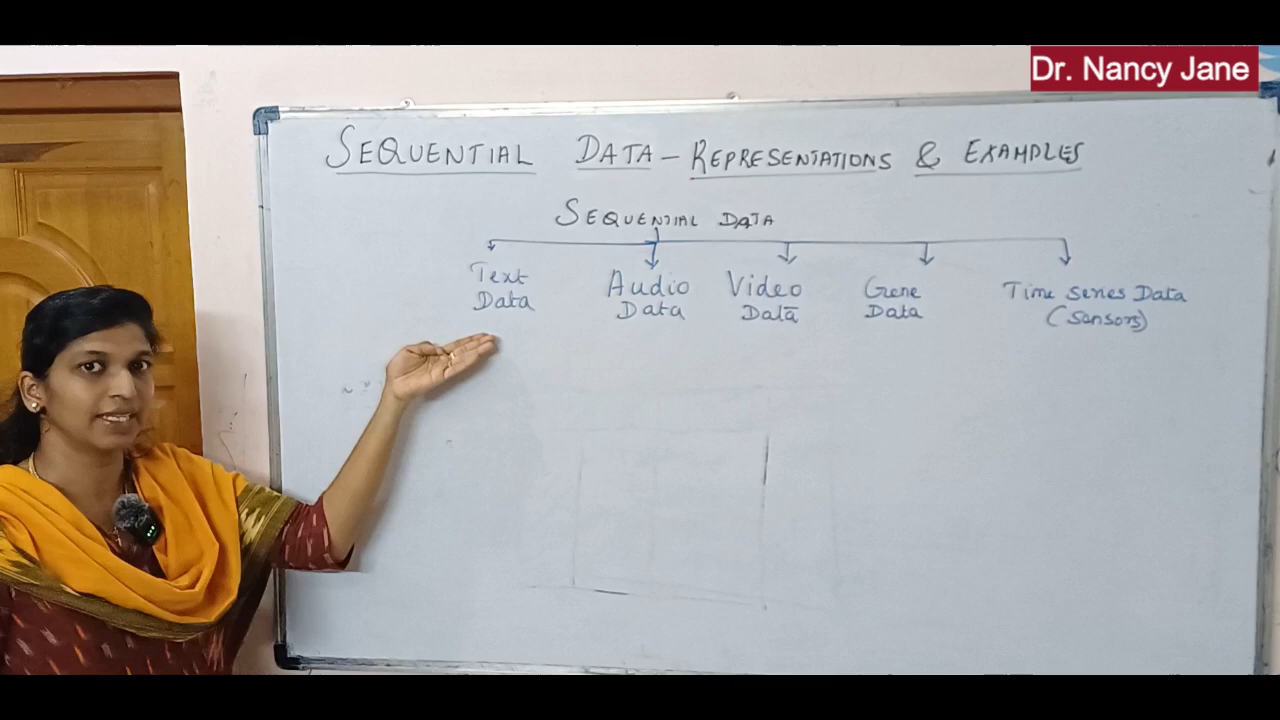 Dr. Nancy Jane
SEQUENTIAL DATA - REPRESENTATIONS & EXAMPLES
SEQUENTIAL DATA
Text Data
Audio Data
Video Data
Gene Data
Time series Data (sensors)